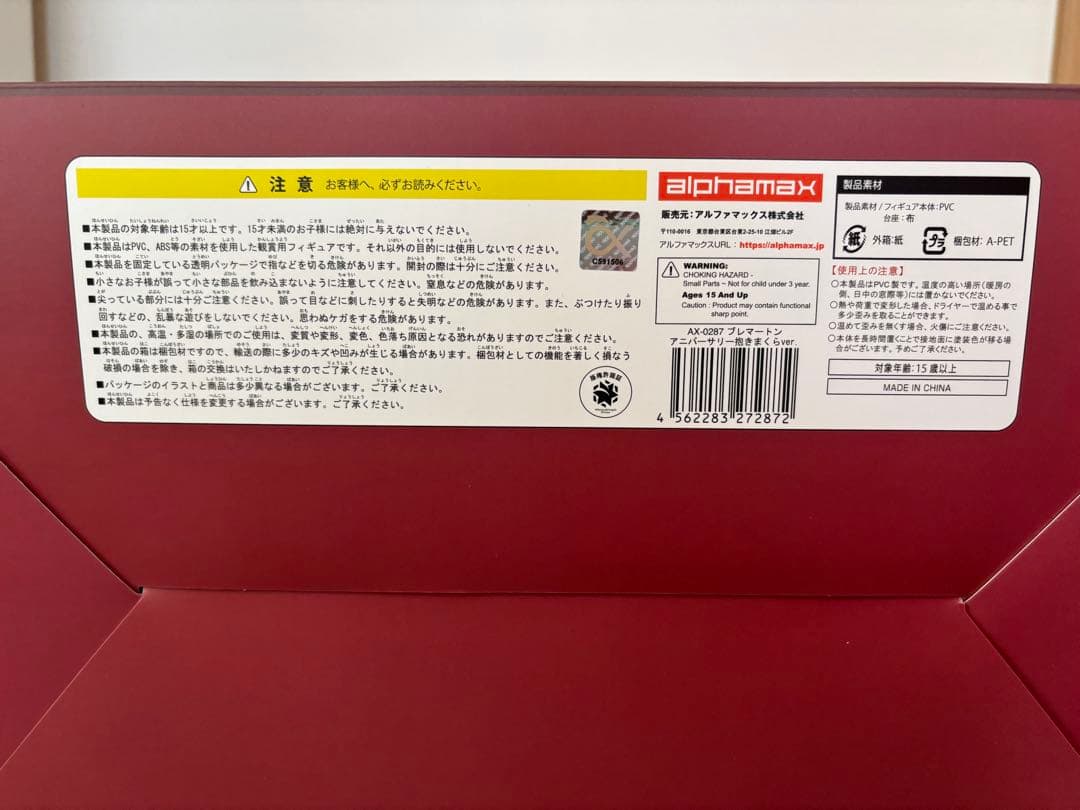 ⚠ 注意 お客様へ、必ずお読みください。
■本製品の対象年齢は15才以上です。15才未満のお子様には絶対に与えないでください。
■本製品はPVC、ABS等の素材を使用した観賞用フィギュアです。それ以外の目的には使用しないでください。
■本製品を固定している透明パッケージで指などを切る危険があります。開封の際は十分にご注意ください。
■小さなお子様が誤って小さな部品を飲み込まないように注意してください。窒息などの危険があります。
■尖っている部分には十分ご注意ください。誤って目などに刺したりすると失明などの危険があります。また、ぶつけたり振り
回すなどの、乱暴な遊びをしないでください。思わぬケガをする危険があります。
■本製品の、高温・多湿の場所でのご使用は、変質や変形、変色、色落ち原因となる恐れがありますのでご注意ください。
■本製品の箱は梱包材ですので、輸送の際に多少のキズや凹みが生じる場合があります。梱包材としての機能を著しく損なう
破損の場合を除き、箱の交換はいたしかねますのでご了承ください。
■パッケージのイラストと商品は多少異なる場合がございます。ご了承ください。
■本製品は予告なく仕様を変更する場合がございます。ご了承ください。
C591506
alphamax
販売元：アルファマックス株式会社
〒110-0016 東京都台東区台東2-25-10 江畑ビル2F
アルファマックスURL：https://alphamax.jp
WARNING:
CHOKING HAZARD -
Small Parts – Not for child under 3 year.
Ages 15 And Up
Caution : Product may contain functional
sharp point.
AX-0287 ブレマートン
アニバーサリー抱きまくらver.
4 562283 272872
製品素材
製品素材 / フィギュア本体：PVC
台座：布
紙 外箱：紙
プラ 梱包材：A-PET
【使用上の注意】
○本製品はPVC製です。温度の高い場所（暖房の
側、日中の窓際等）には置かないでください。
○熱や荷重で変形した場合、ドライヤーで温める事で
多少歪みを取ることができます。
○温めて歪みを無くす場合、火傷にご注意ください。
○本体を長時間置くことで接地面に塗装色が移る場
合がございます。予めご了承ください。
対象年齢：15歳以上
MADE IN CHINA